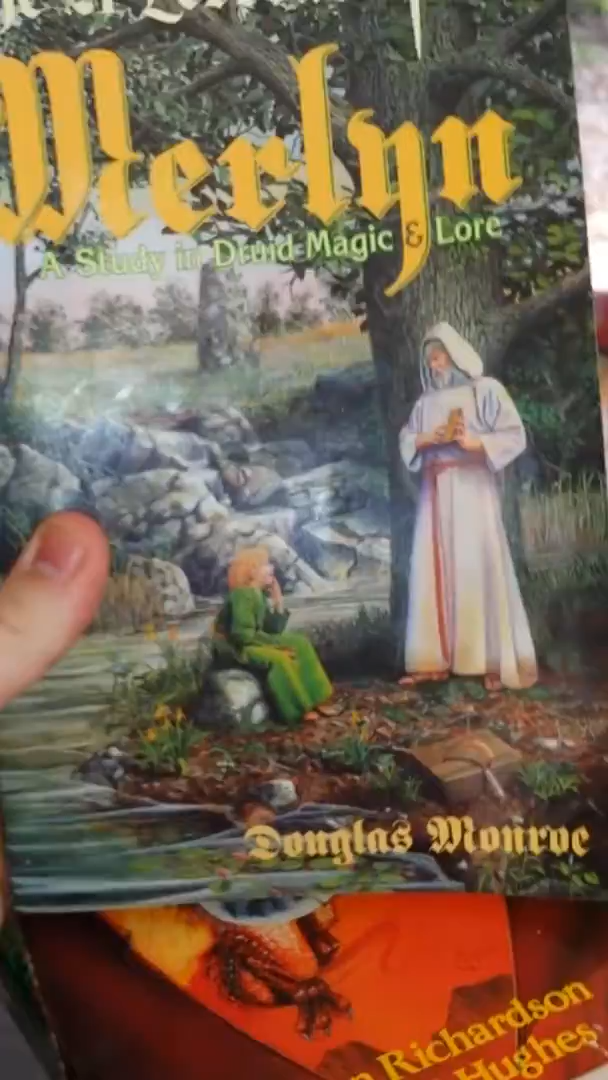 Merlyn
A Study in Druid Magic & Lore
Douglas Monroe
Richardson
Hughes